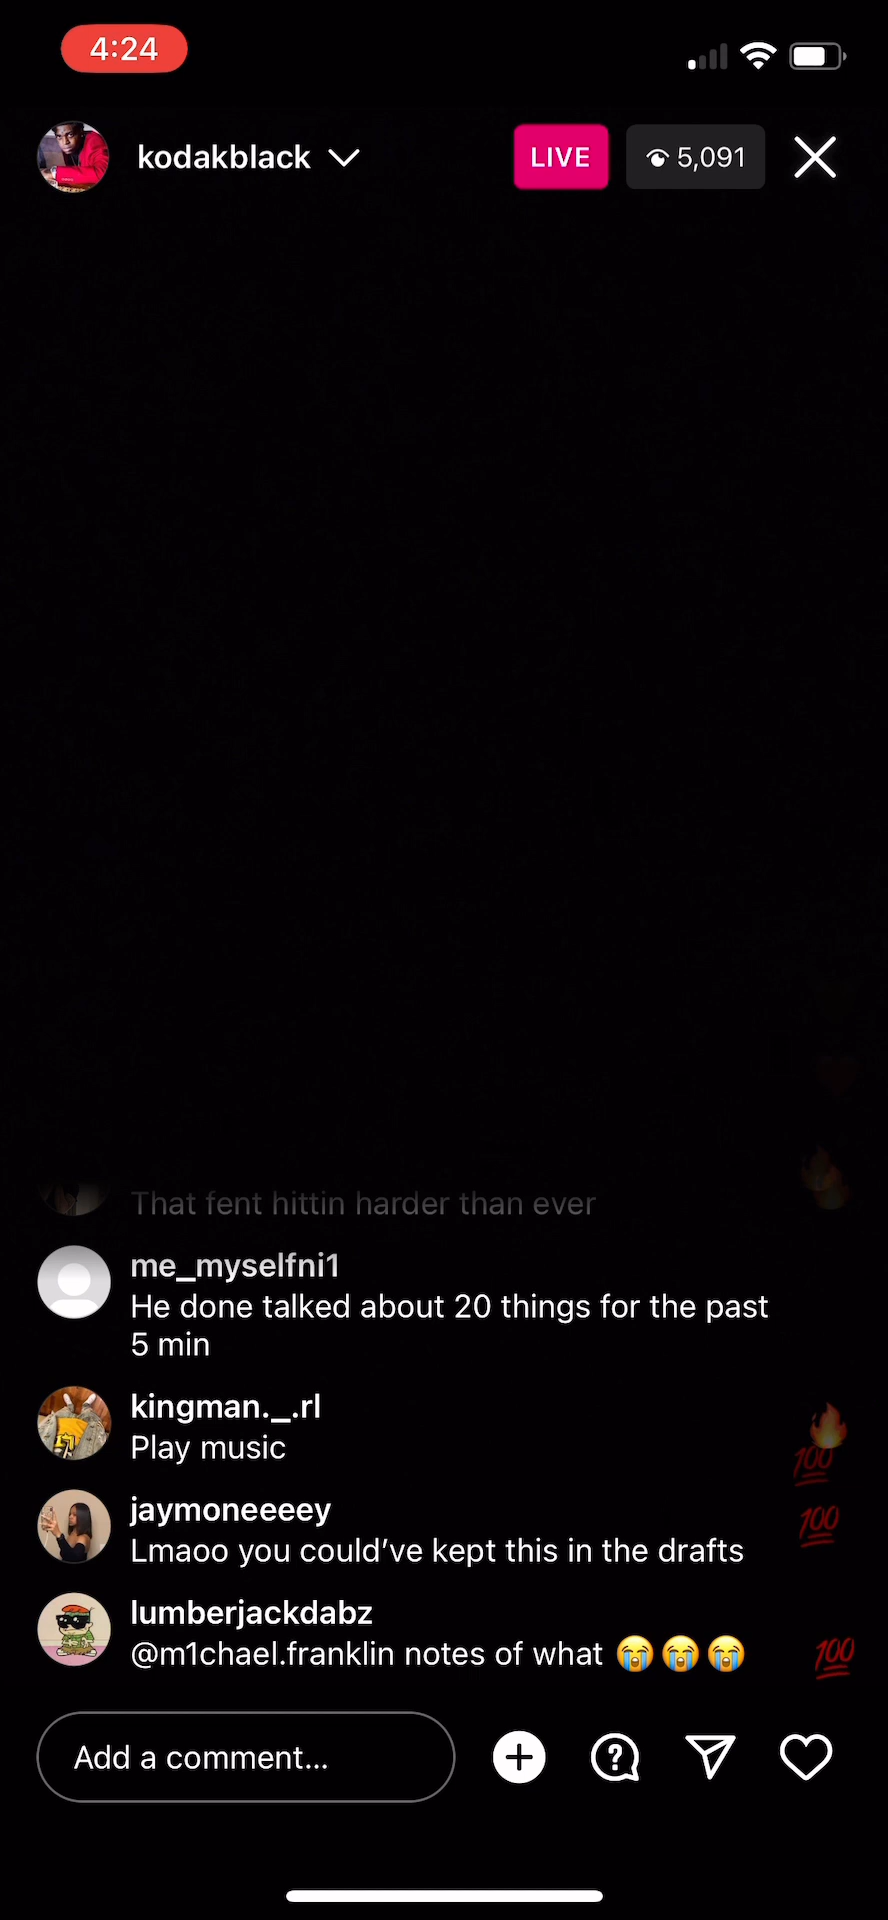 4:24
kodakblack
LIVE
5,091
That fent hittin harder than ever
me_myselfni1
He done talked about 20 things for the past
5 min
kingman._.rl
Play music
💯
jaymoneeeey
💯
Lmaoo you could’ve kept this in the drafts
lumberjackdabz
@m1chael.franklin notes of what 😭😭😭
💯
Add a comment...